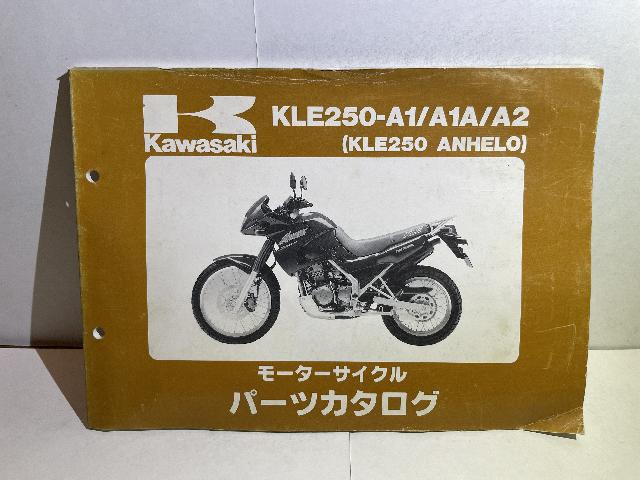 KLE250-A1/A1A/A2
Kawasaki
(KLE250 ANHELO)
モーターサイクル
パーツカタログ